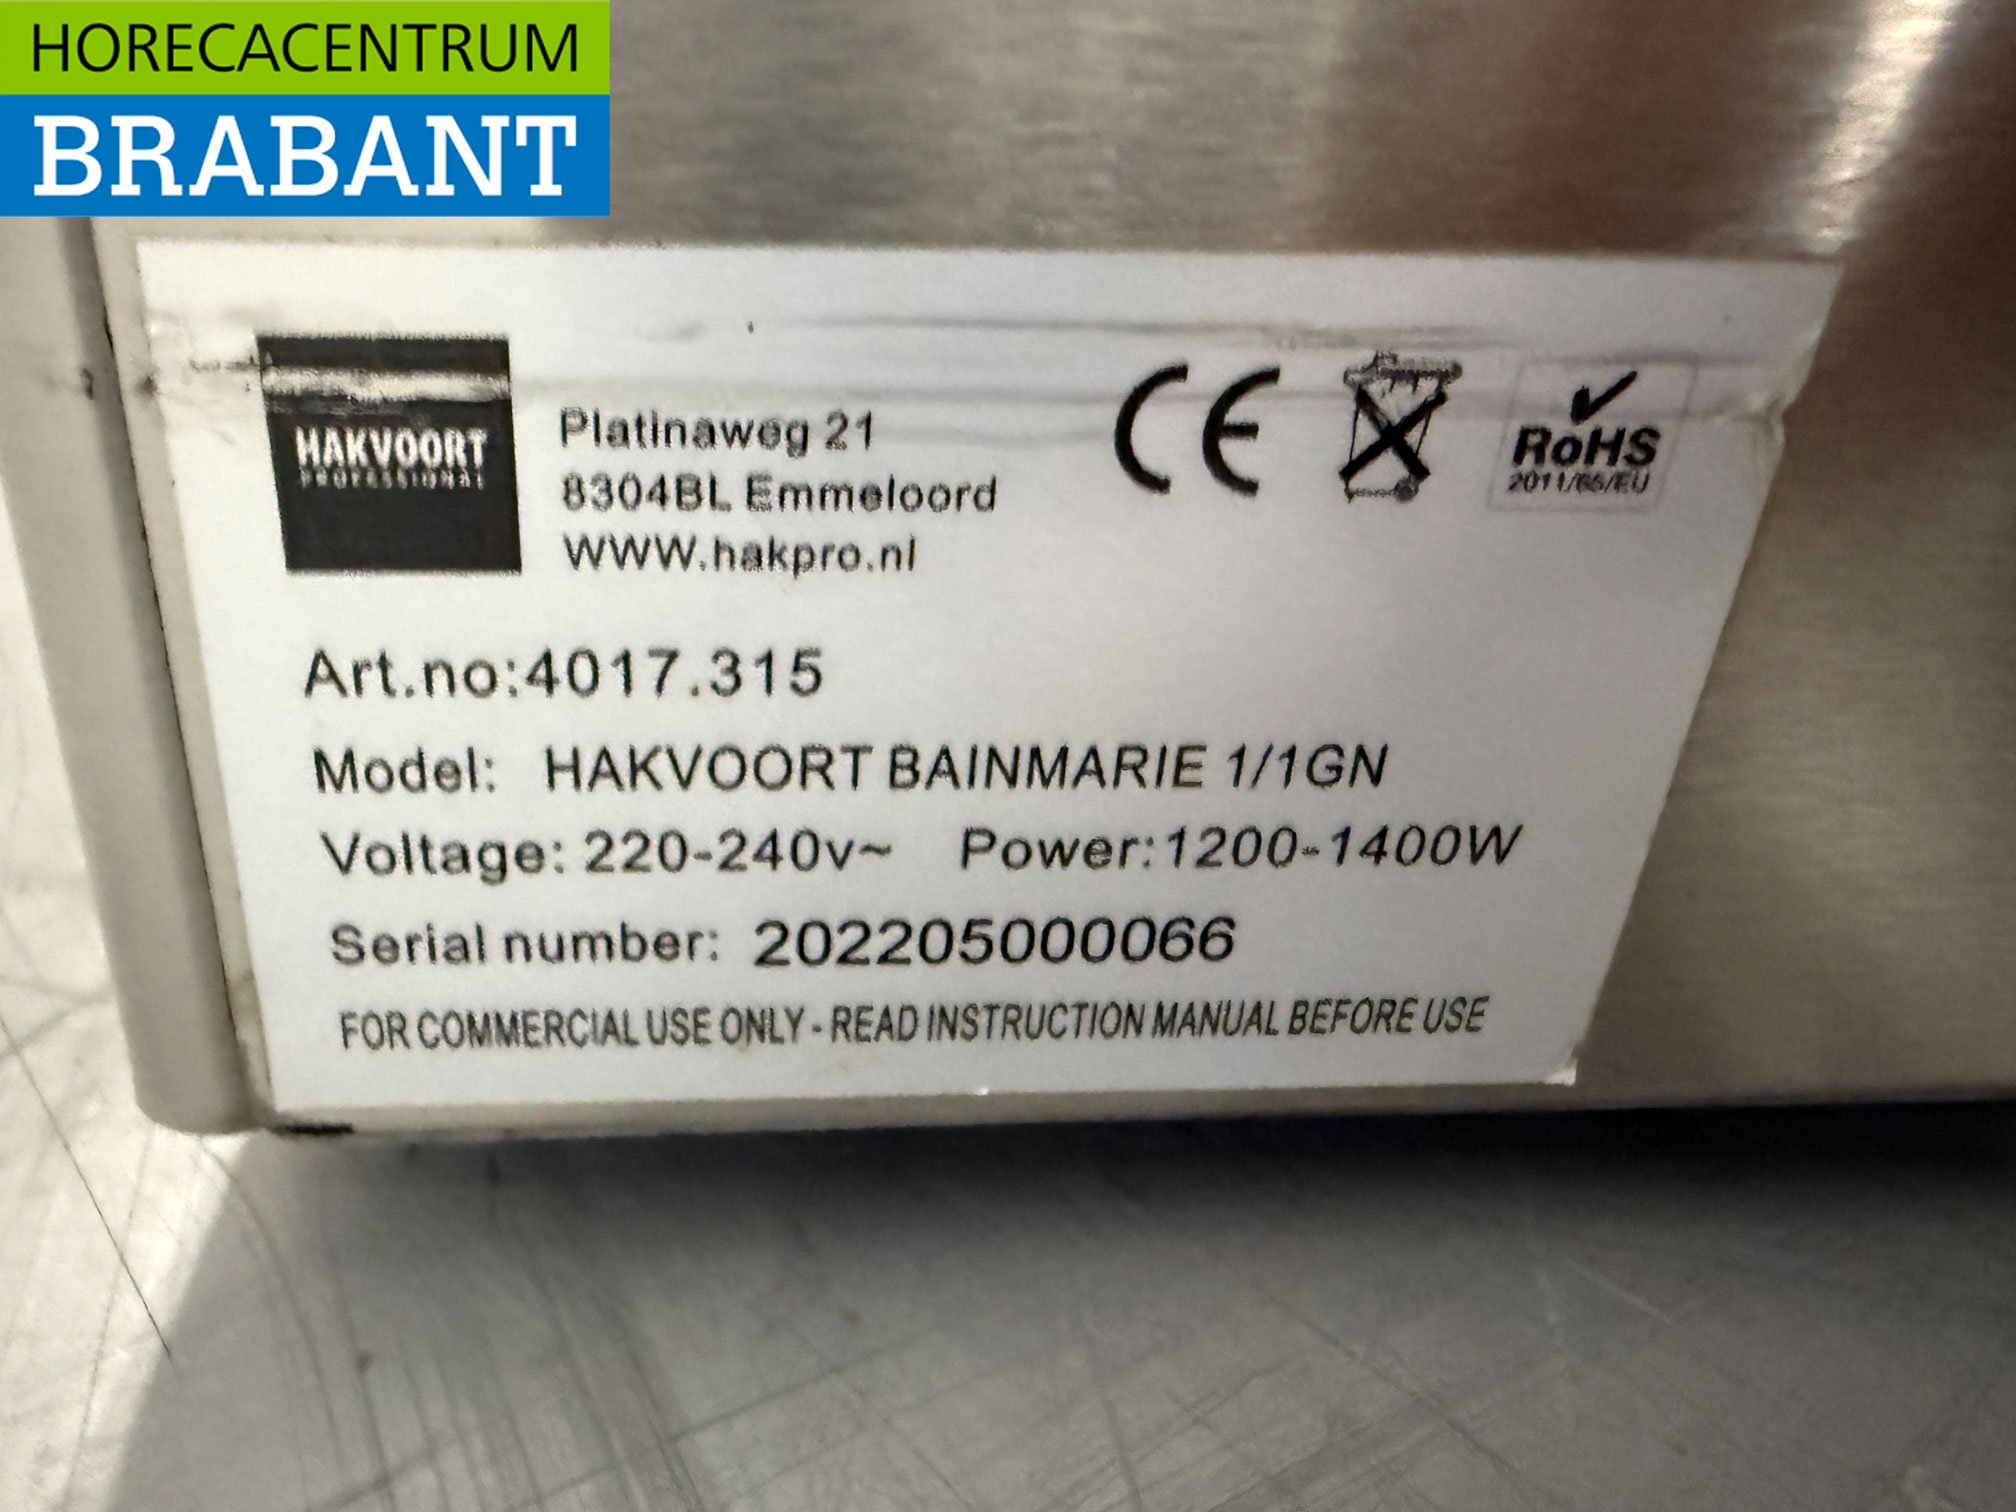 HORECACENTRUM
BRABANT
HAKVOORT
PROFESSIONAL
Platinaweg 21
8304BL Emmeloord
WWW.hakpro.nl
CE
RoHS
2011/65/EU
Art.no:4017.315
Model: HAKVOORT BAINMARIE 1/1GN
Voltage: 220-240v~ Power:1200-1400W
Serial number: 202205000066
FOR COMMERCIAL USE ONLY - READ INSTRUCTION MANUAL BEFORE USE